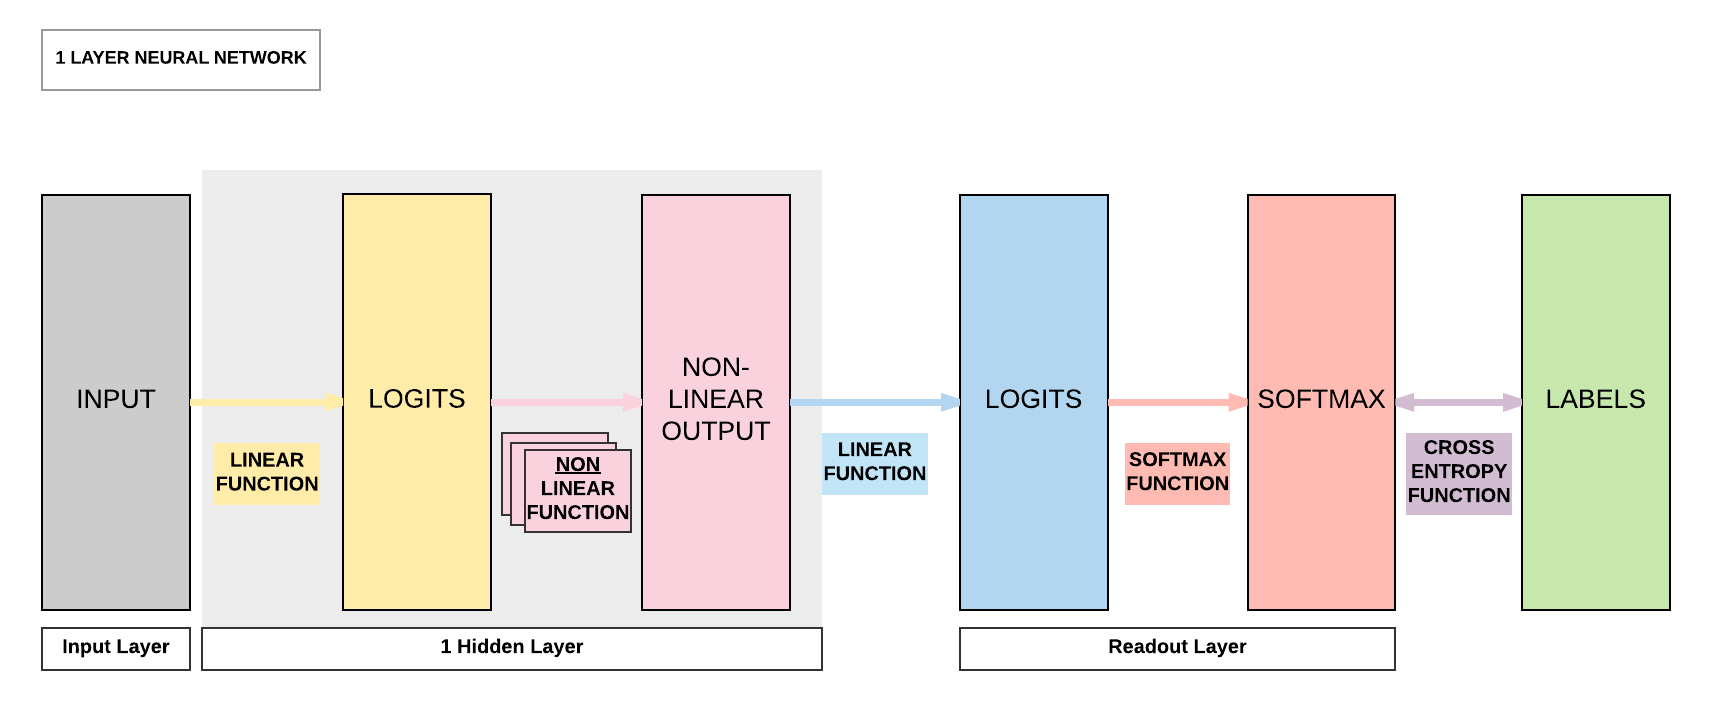 1 LAYER NEURAL NETWORK
INPUT
LINEAR
FUNCTION
LOGITS
NON
LINEAR
FUNCTION
NON-
LINEAR
OUTPUT
LINEAR
FUNCTION
LOGITS
SOFTMAX
FUNCTION
SOFTMAX
CROSS
ENTROPY
FUNCTION
LABELS
Input Layer
1 Hidden Layer
Readout Layer